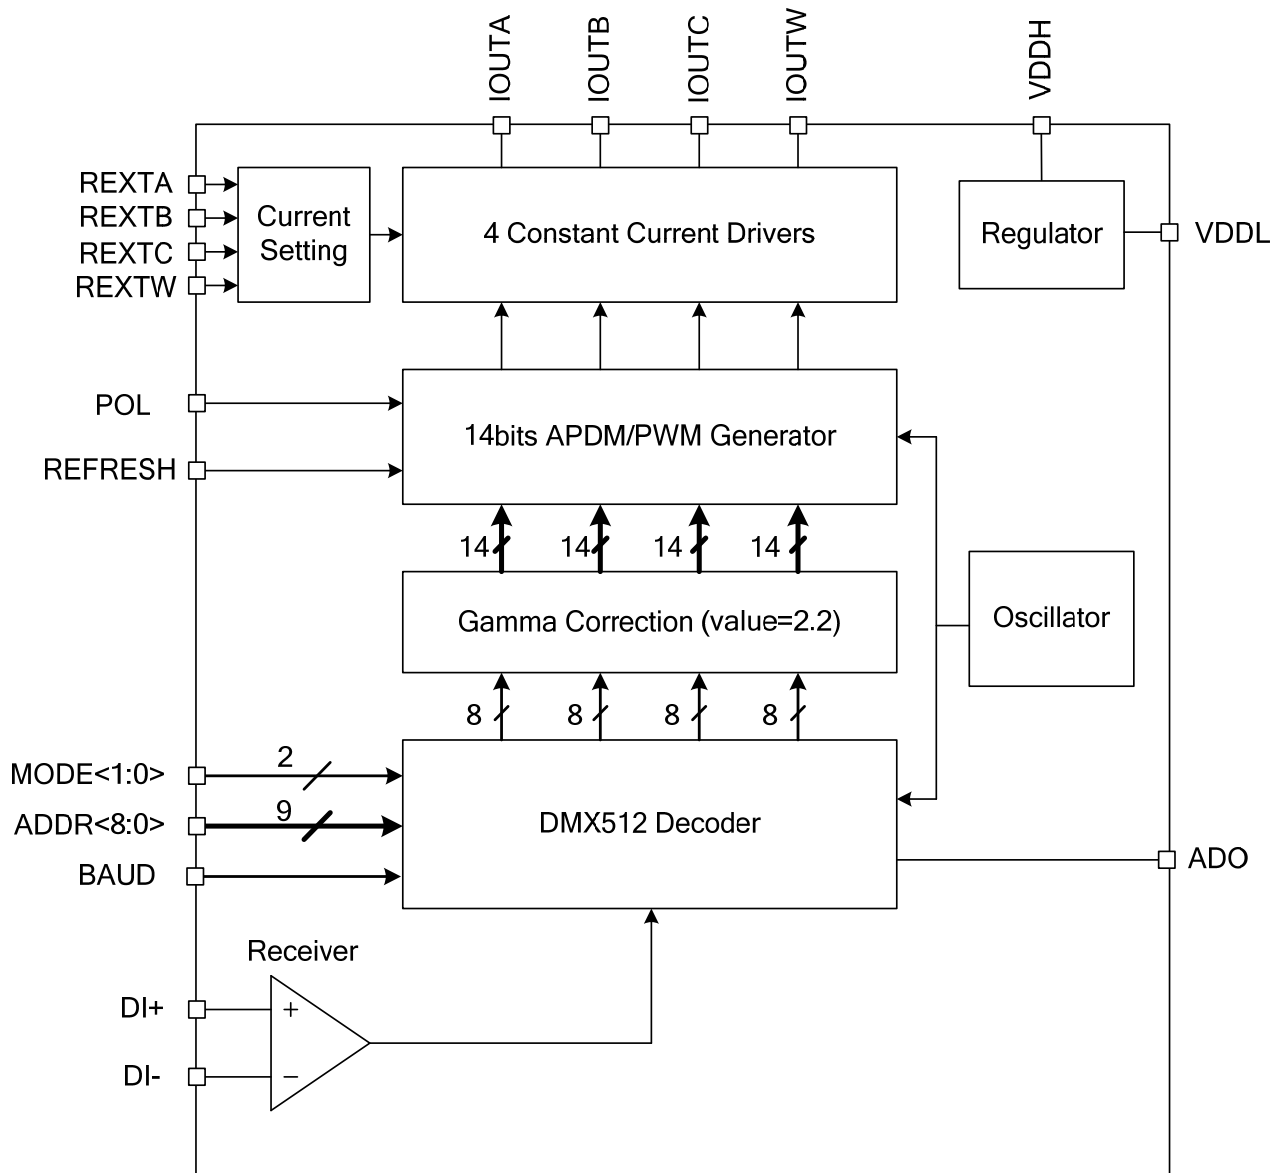 IOUTA
IOUTB
IOUTC
IOUTW
VDDH
REXTA
REXTB
REXTC
REXTW
Current
Setting
4 Constant Current Drivers
Regulator
VDDL
POL
REFRESH
14bits APDM/PWM Generator
14
14
14
14
Gamma Correction (value=2.2)
Oscillator
8
8
8
8
MODE<1:0>
2
ADDR<8:0>
9
BAUD
DMX512 Decoder
ADO
Receiver
DI+
+
DI-
−